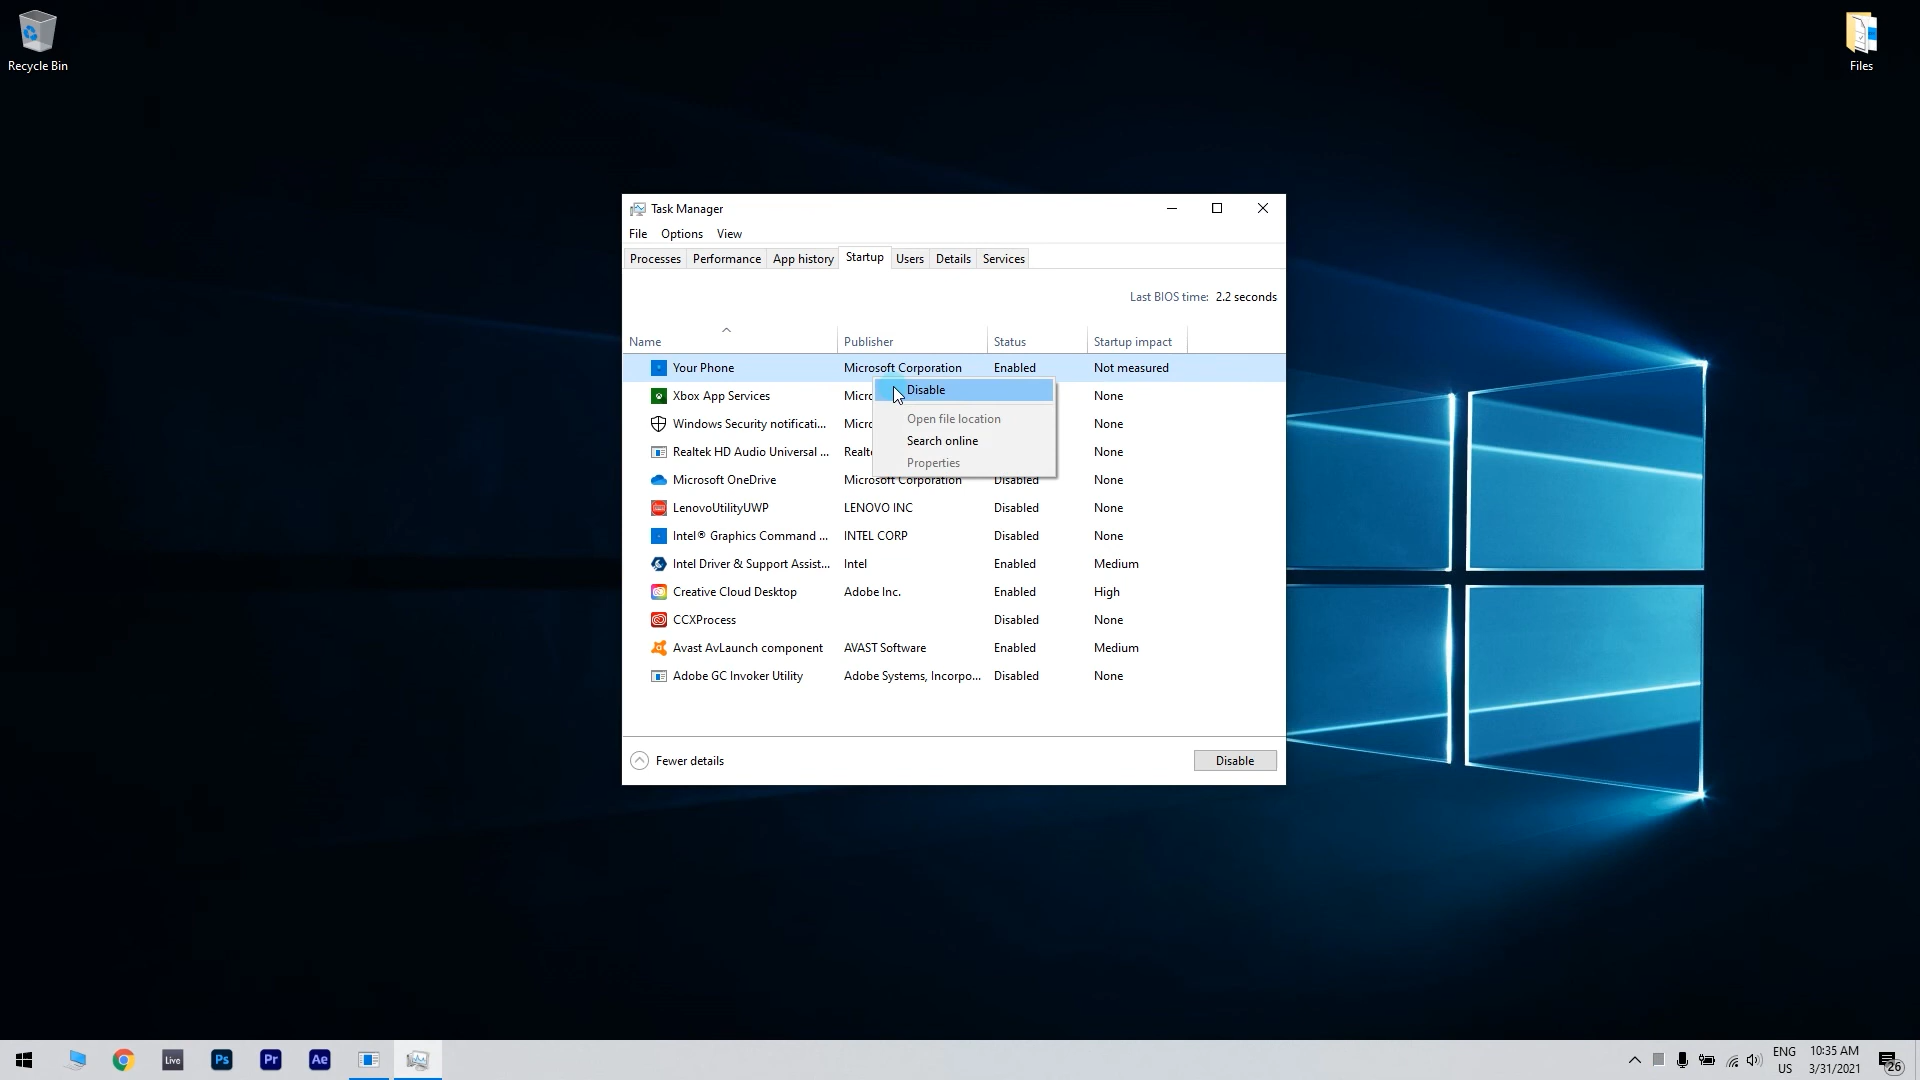 Recycle Bin
Files
Task Manager
File Options View
Processes Performance App history Startup Users Details Services
Last BIOS time: 2.2 seconds
Name Publisher Status Startup impact
Your Phone Microsoft Corporation Enabled Not measured
Disable
Xbox App Services None
Open file location
Windows Security notificati... None
Search online
Realtek HD Audio Universal ... None
Properties
Microsoft OneDrive Microsoft Corporation Disabled None
LenovoUtilityUWP LENOVO INC Disabled None
Intel® Graphics Command ... INTEL CORP Disabled None
Intel Driver & Support Assist... Intel Enabled Medium
Creative Cloud Desktop Adobe Inc. Enabled High
CCXProcess Disabled None
Avast AvLaunch component AVAST Software Enabled Medium
Adobe GC Invoker Utility Adobe Systems, Incorpo... Disabled None
Fewer details Disable
Live Ps Pr Ae
ENG 10:35 AM
US 3/31/2021 26